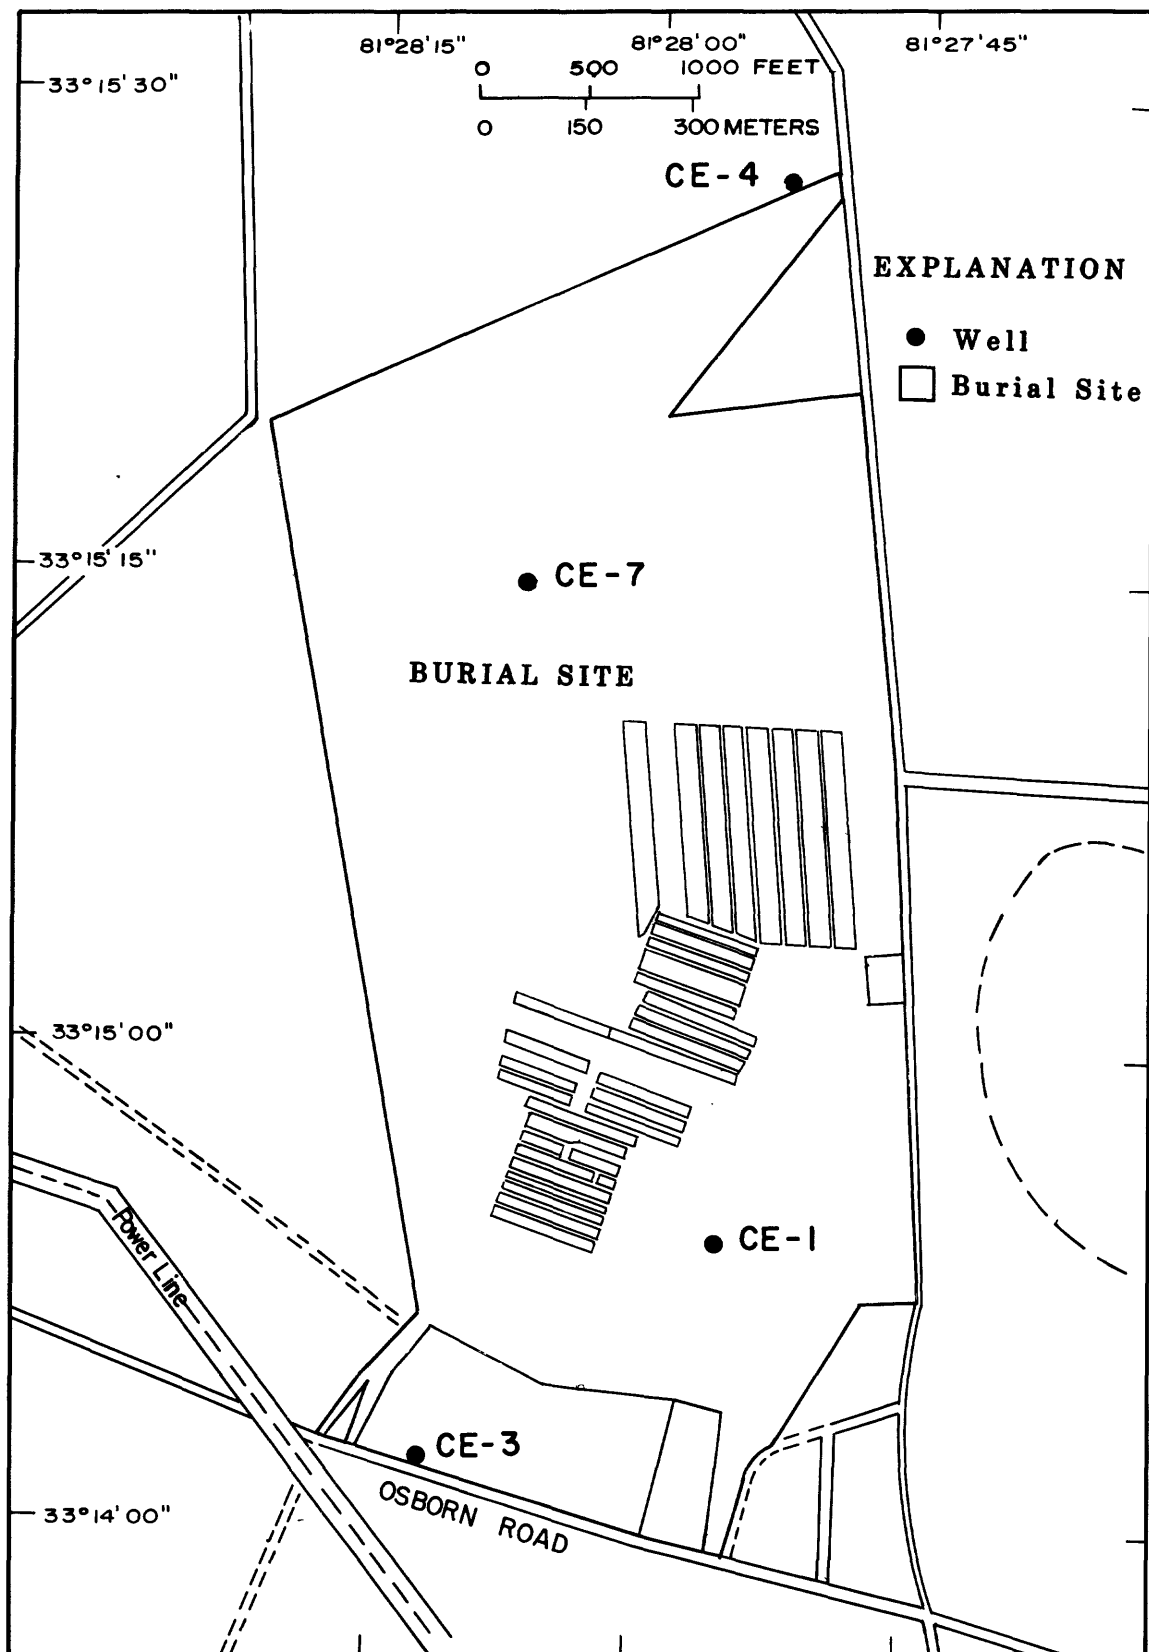 81°28'15" 81°28'00" 81°27'45"
33°15'30"
0 500 1000 FEET
0 150 300 METERS
CE-4
EXPLANATION
Well
Burial Site
33°15'15"
CE-7
BURIAL SITE
33°15'00"
Power Line
CE-1
CE-3
OSBORN ROAD
33°14'00"